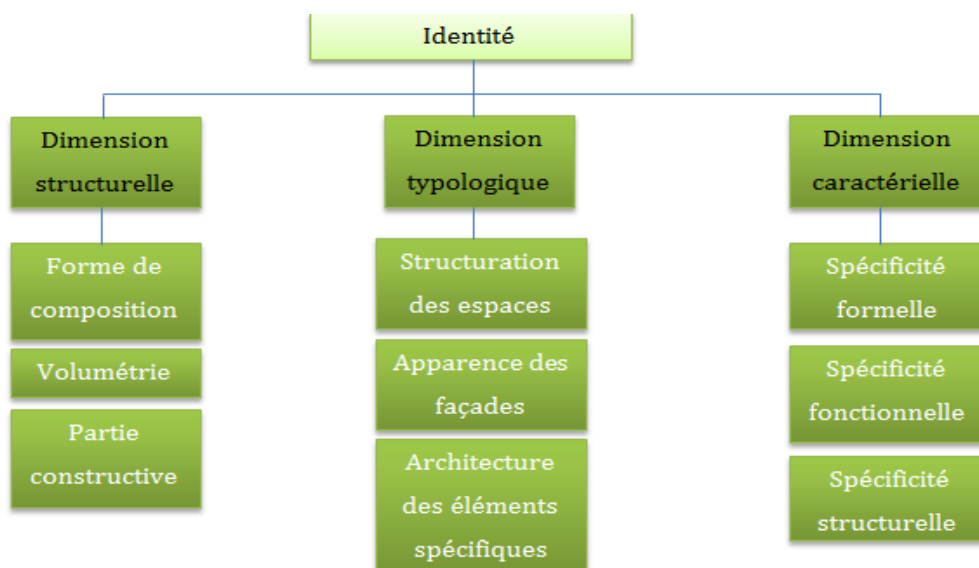 Identité
Dimension
structurelle
Forme de
composition
Volumétrie
Partie
constructive
Dimension
typologique
Structuration
des espaces
Apparence des
façades
Architecture
des éléments
spécifiques
Dimension
caractérielle
Spécificité
formelle
Spécificité
fonctionnelle
Spécificité
structurelle